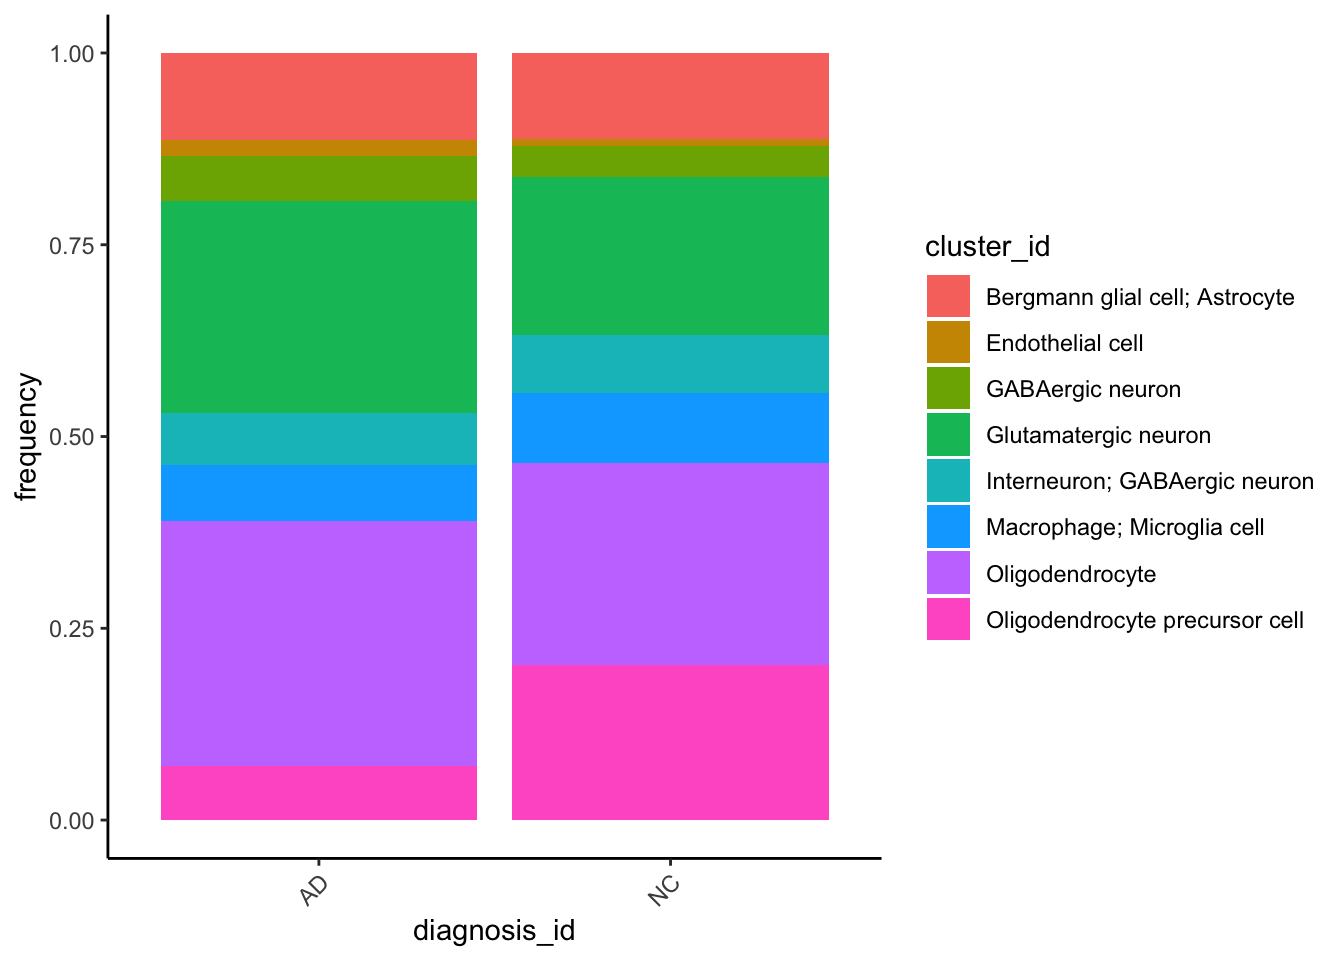 1.00
0.75
0.50
0.25
0.00
frequency
AD
NC
diagnosis_id
cluster_id
Bergmann glial cell; Astrocyte
Endothelial cell
GABAergic neuron
Glutamatergic neuron
Interneuron; GABAergic neuron
Macrophage; Microglia cell
Oligodendrocyte
Oligodendrocyte precursor cell